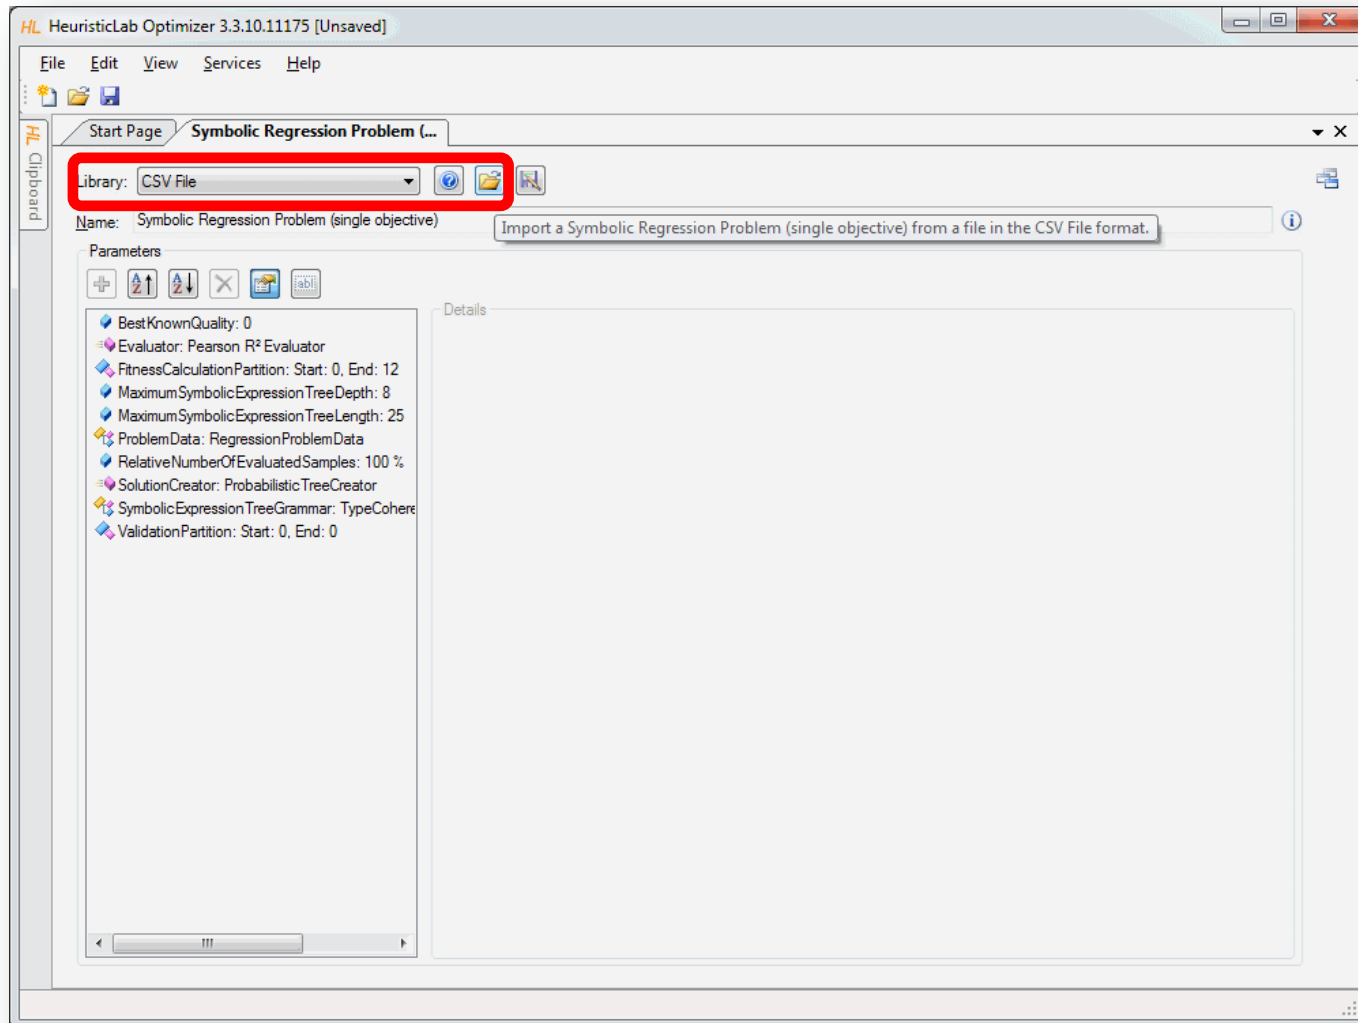 HL HeuristicLab Optimizer 3.3.10.11175 [Unsaved]
File Edit View Services Help
HL Clipboard
Start Page Symbolic Regression Problem (...
Library: CSV File
Name: Symbolic Regression Problem (single objective)
Import a Symbolic Regression Problem (single objective) from a file in the CSV File format.
Parameters
abl
BestKnownQuality: 0
Evaluator: Pearson R² Evaluator
FitnessCalculationPartition: Start: 0, End: 12
MaximumSymbolicExpressionTreeDepth: 8
MaximumSymbolicExpressionTreeLength: 25
ProblemData: RegressionProblemData
RelativeNumberOfEvaluatedSamples: 100 %
SolutionCreator: ProbabilisticTreeCreator
SymbolicExpressionTreeGrammar: TypeCohere
ValidationPartition: Start: 0, End: 0
Details